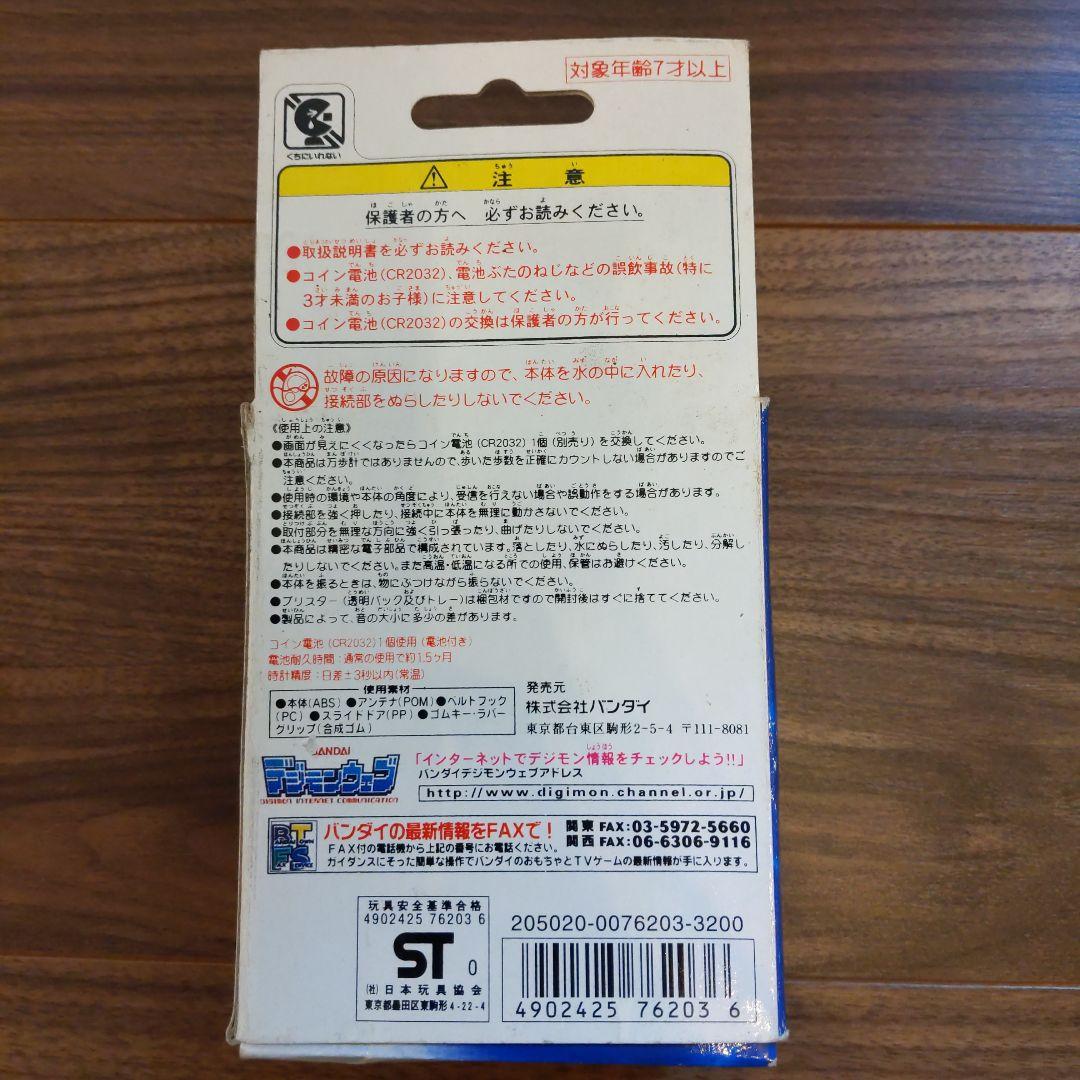 対象年齢7才以上
くちにいれない
注 意
保護者の方へ 必ずお読みください。
●取扱説明書を必ずお読みください。
●コイン電池(CR2032)、電池ぶたのねじなどの誤飲事故(特に
3才未満のお子様)に注意してください。
●コイン電池(CR2032)の交換は保護者の方が行ってください。
故障の原因になりますので、本体を水の中に入れたり、
接続部をぬらしたりしないでください。
《使用上の注意》
●画面が見えにくくなったらコイン電池(CR2032)1個(別売り)を交換してください。
●本商品は万歩計ではありませんので、歩いた歩数を正確にカウントしない場合がありますのでご
注意ください。
●使用時の環境や本体の角度により、受信を行えない場合や誤動作をする場合があります。
●接続部を強く押したり、接続中に本体を無理に動かさないでください。
●取付部分を無理な方向に強く引っ張ったり、曲げたりしないでください。
●本商品は精密な電子部品で構成されています。落としたり、水にぬらしたり、汚したり、分解し
たりしないでください。また高温・低温になる所での使用、保管はお避けください。
●本体を振るときは、物にぶつけながら振らないでください。
●ブリスター(透明パック及びトレー)は梱包材ですので開封後はすぐに捨ててください。
●製品によって、音の大小に多少の差があります。
コイン電池(CR2032)1個使用(電池付き)
電池耐久時間:通常の使用で約1.5ヶ月
時計精度:日差±3秒以内(常温)
使用素材
●本体(ABS)●アンテナ(POM)●ベルトフック
(PC)●スライドドア(PP)●ゴムキー・ラバー
グリップ(合成ゴム)
発売元
株式会社バンダイ
東京都台東区駒形2-5-4 〒111-8081
BANDAI
デジモンウェブ
DIGIMON INTERNET COMMUNICATION
「インターネットでデジモン情報をチェックしよう!!」
バンダイデジモンウェブアドレス
http://www.digimon.channel.or.jp/
バンダイの最新情報をFAXで!
関東 FAX:03-5972-5660
関西 FAX:06-6306-9116
FAX付の電話機から上記の番号にお電話ください。
ガイダンスにそった簡単な操作でバンダイのおもちゃとTVゲームの最新情報が手に入ります。
玩具安全基準合格
4902425 76203 6
ST 0
(社)日本玩具協会
東京都墨田区東駒形4-22-4
205020-0076203-3200
4902425 76203 6